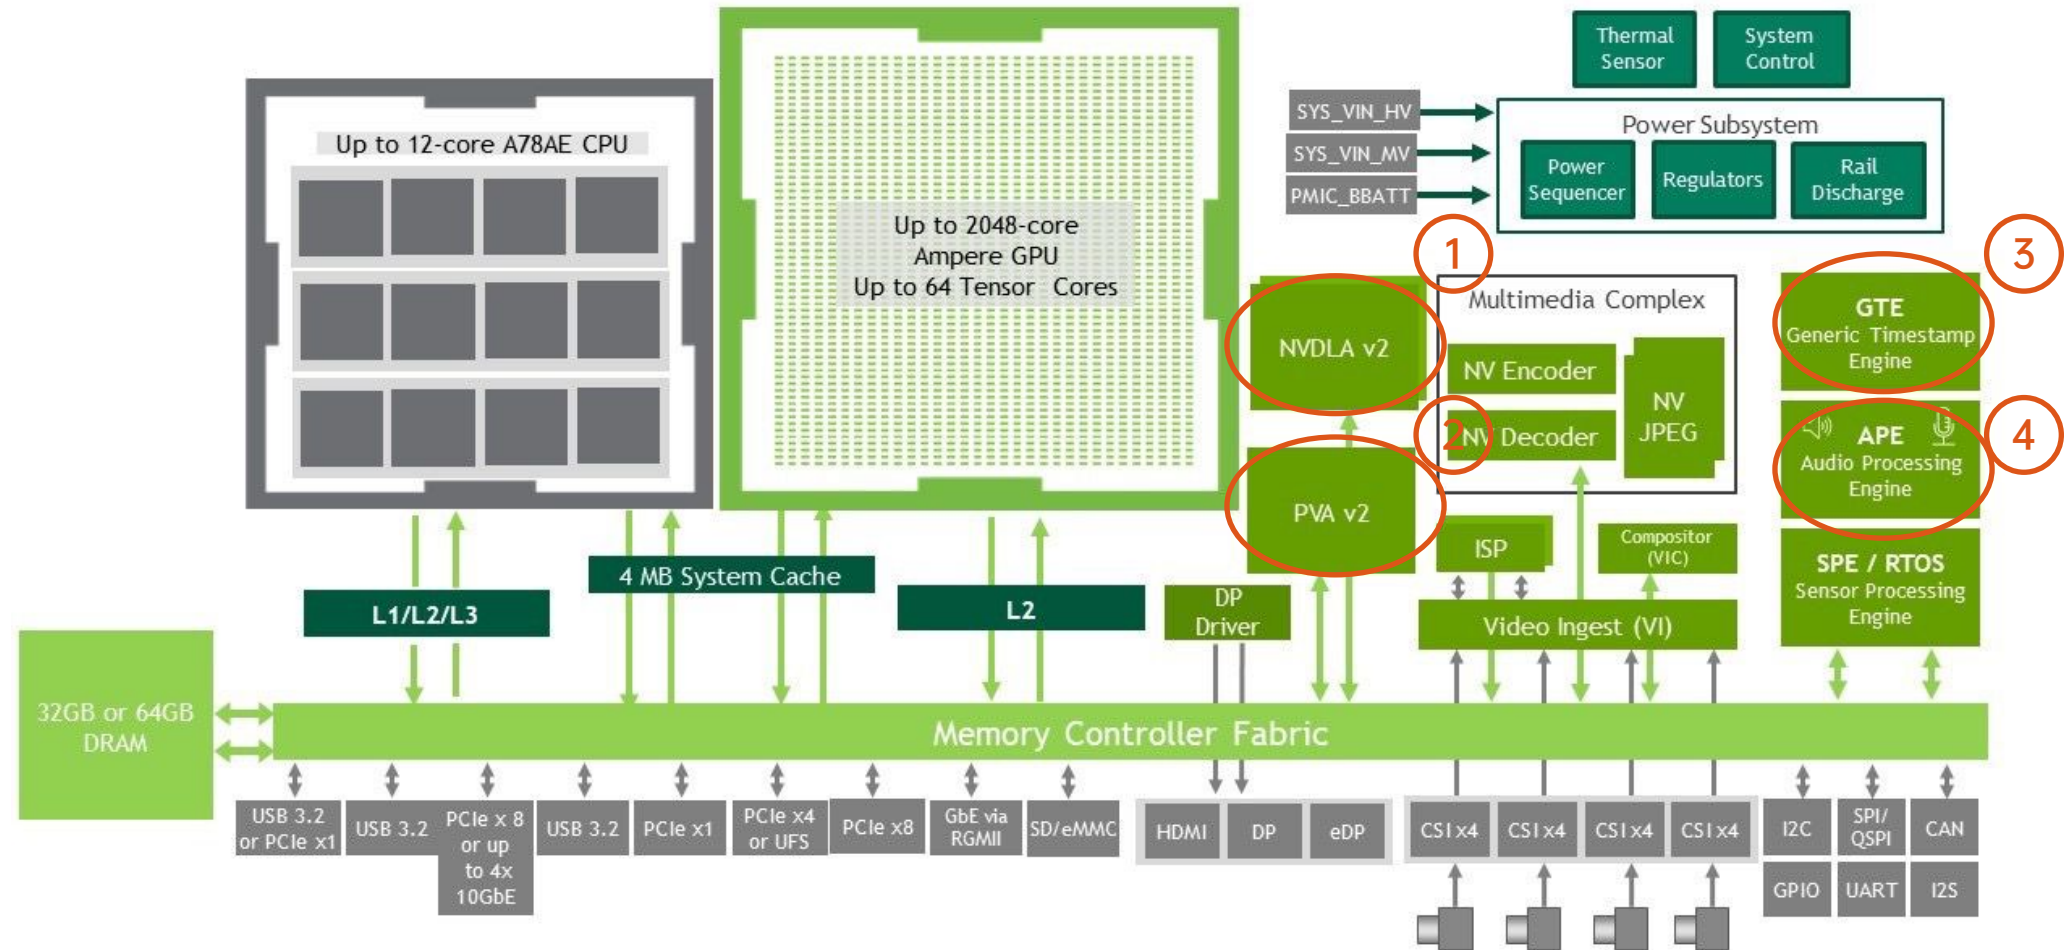 Thermal
Sensor
System
Control
SYS_VIN_HV
SYS_VIN_MV
PMIC_BBATT
Power Subsystem
Power
Sequencer
Regulators
Rail
Discharge
Up to 12-core A78AE CPU
Up to 2048-core
Ampere GPU
Up to 64 Tensor Cores
1
NVDLA v2
2
PVA v2
Multimedia Complex
NV Encoder
NV Decoder
NV
JPEG
3
GTE
Generic Timestamp
Engine
4
APE
Audio Processing
Engine
SPE / RTOS
Sensor Processing
Engine
ISP
Compositor
(VIC)
Video Ingest (VI)
L1/L2/L3
4 MB System Cache
L2
DP
Driver
32GB or 64GB
DRAM
Memory Controller Fabric
USB 3.2
or PCIe x1
USB 3.2
PCIe x 8
or up
to 4x
10GbE
USB 3.2
PCIe x1
PCIe x4
or UFS
PCIe x8
GbE via
RGMII
SD/eMMC
HDMI
DP
eDP
CSI x4
CSI x4
CSI x4
CSI x4
I2C
SPI/
QSPI
CAN
GPIO
UART
I2S